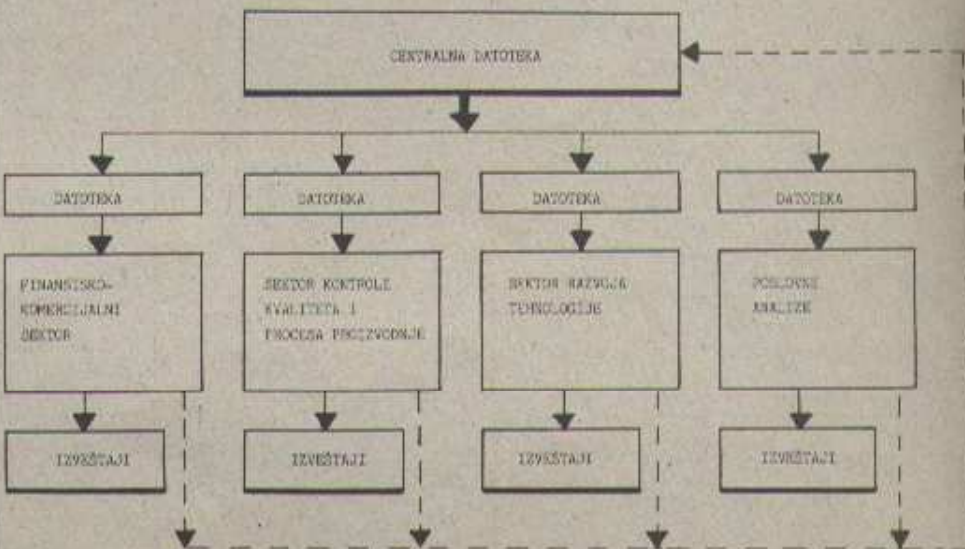 CENTRALNA DATOTEKA
DATOTEKA
DATOTEKA
DATOTEKA
DATOTEKA
FINANSISKO-
KOMERCIJALNI
SEKTOR
SEKTOR KONTROLE
KVALITETA I
PROCESA PROIZVODNJE
SEKTOR RAZVOJA
TEHNOLOGIJE
POSLOVNE
ANALIZE
IZVEŠTAJI
IZVEŠTAJI
IZVEŠTAJI
IZVEŠTAJI